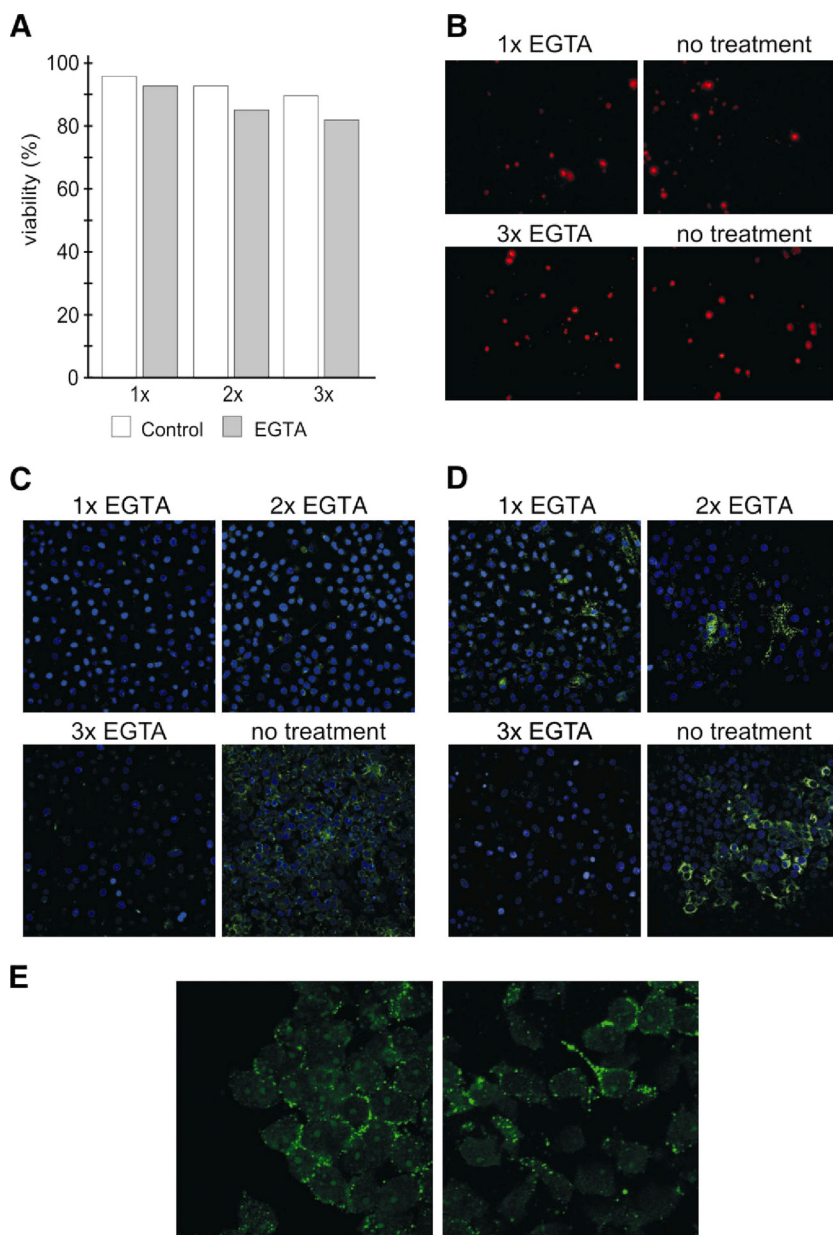 A
100
80
60
40
20
0
viability (%)
1x 2x 3x
Control EGTA
B
1x EGTA no treatment
3x EGTA no treatment
C
1x EGTA 2x EGTA
3x EGTA no treatment
D
1x EGTA 2x EGTA
3x EGTA no treatment
E